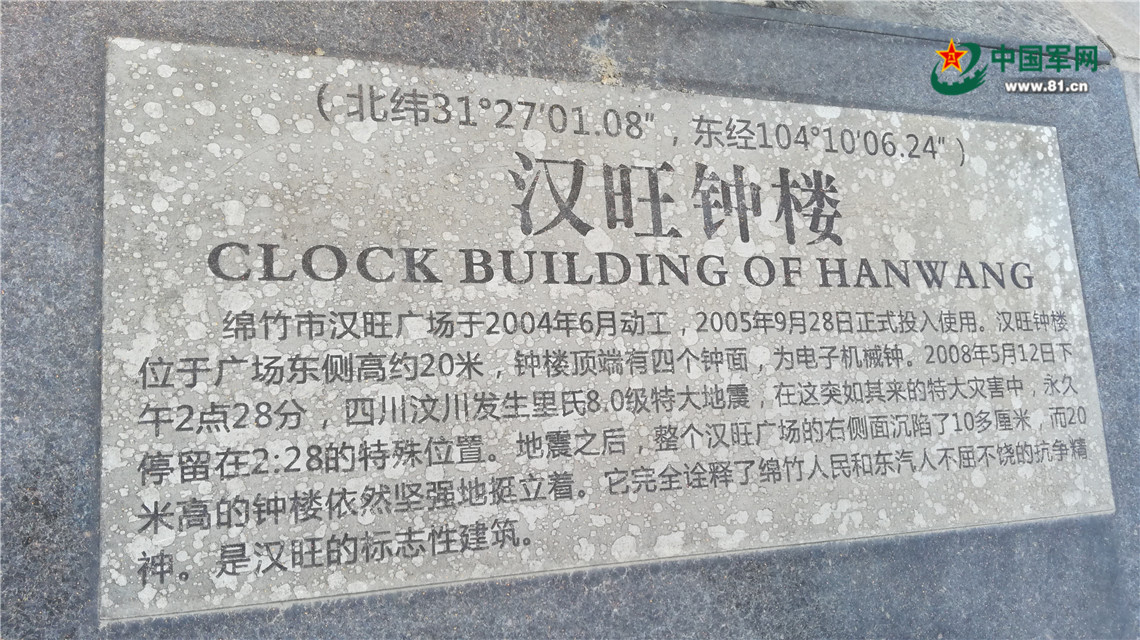 中国军网
www.81.cn
（北纬31°27′01.08″，东经104°10′06.24″）
汉旺钟楼
CLOCK BUILDING OF HANWANG
绵竹市汉旺广场于2004年6月动工，2005年9月28日正式投入使用。汉旺钟楼
位于广场东侧高约20米，钟楼顶端有四个钟面，为电子机械钟。2008年5月12日下
午2点28分，四川汶川发生里氏8.0级特大地震，在这突如其来的特大灾害中，永久
停留在2:28的特殊位置。地震之后，整个汉旺广场的右侧面沉陷了10多厘米，而20
米高的钟楼依然坚强地挺立着。它完全诠释了绵竹人民和东汽人不屈不饶的抗争精
神。是汉旺的标志性建筑。